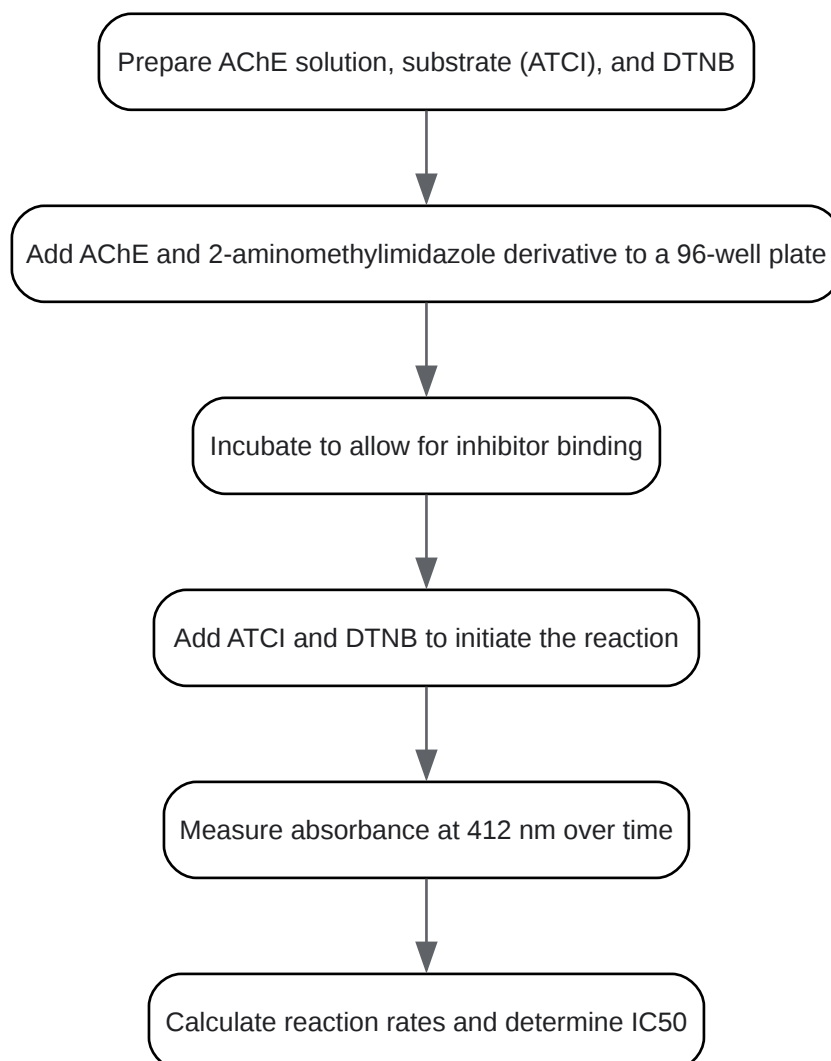 Prepare AChE solution, substrate (ATCI), and DTNB
Add AChE and 2-aminomethylimidazole derivative to a 96-well plate
Incubate to allow for inhibitor binding
Add ATCI and DTNB to initiate the reaction
Measure absorbance at 412 nm over time
Calculate reaction rates and determine IC50